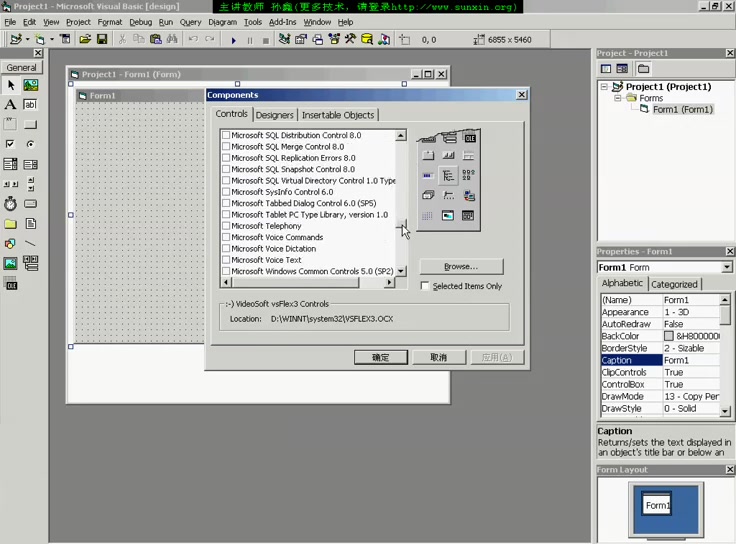 Project1 - Microsoft Visual Basic [design]
主讲教师 孙鑫(更多技术，请登录http://www.sunxin.org)
File Edit View Project Format Debug Run Query Diagram Tools Add-Ins Window Help
0, 0
6855 x 5460
General
Project1 - Form1 (Form)
Form1
Components
Controls Designers Insertable Objects
Microsoft SQL Distribution Control 8.0
Microsoft SQL Merge Control 8.0
Microsoft SQL Replication Errors 8.0
Microsoft SQL Snapshot Control 8.0
Microsoft SQL Virtual Directory Control 1.0 Type
Microsoft SysInfo Control 6.0
Microsoft Tabbed Dialog Control 6.0 (SP5)
Microsoft Tablet PC Type Library, version 1.0
Microsoft Telephony
Microsoft Voice Commands
Microsoft Voice Dictation
Microsoft Voice Text
Microsoft Windows Common Controls 5.0 (SP2)
Browse...
Selected Items Only
:-) VideoSoft vsFlex3 Controls
Location: D:\WINNT\system32\VSFLEX3.OCX
确定
取消
应用(A)
Project - Project1
Project1 (Project1)
Forms
Form1 (Form1)
Properties - Form1
Form1 Form
Alphabetic Categorized
(Name) Form1
Appearance 1 - 3D
AutoRedraw False
BackColor &H8000000
BorderStyle 2 - Sizable
Caption Form1
ClipControls True
ControlBox True
DrawMode 13 - Copy Pen
DrawStyle 0 - Solid
Caption
Returns/sets the text displayed in
an object's title bar or below an
Form Layout
Form1